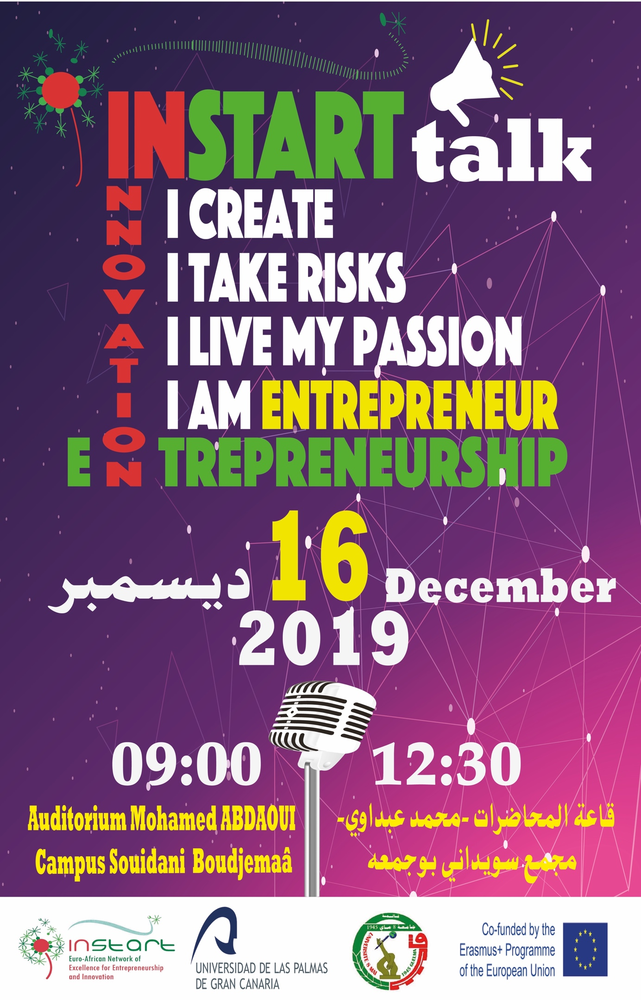 INSTART talk
INNOVATION
I CREATE
I TAKE RISKS
I LIVE MY PASSION
I AM ENTREPRENEUR
E TREPRENEURSHIP
ديسمبر 16 December
2019
09:00 12:30
Auditorium Mohamed ABDAOUI
Campus Souidani Boudjemaâ
قاعة المحاضرات -محمد عبداوي-
مجمع سويداني بوجمعه
instart
Euro-African Network of
Excellence for Entrepreneurship
and Innovation
UNIVERSIDAD DE LAS PALMAS
DE GRAN CANARIA
قالمة
جامعة 8 ماي 1945
UNIVERSITE 8 MAI
1945 GUELMA
Co-funded by the
Erasmus+ Programme
of the European Union